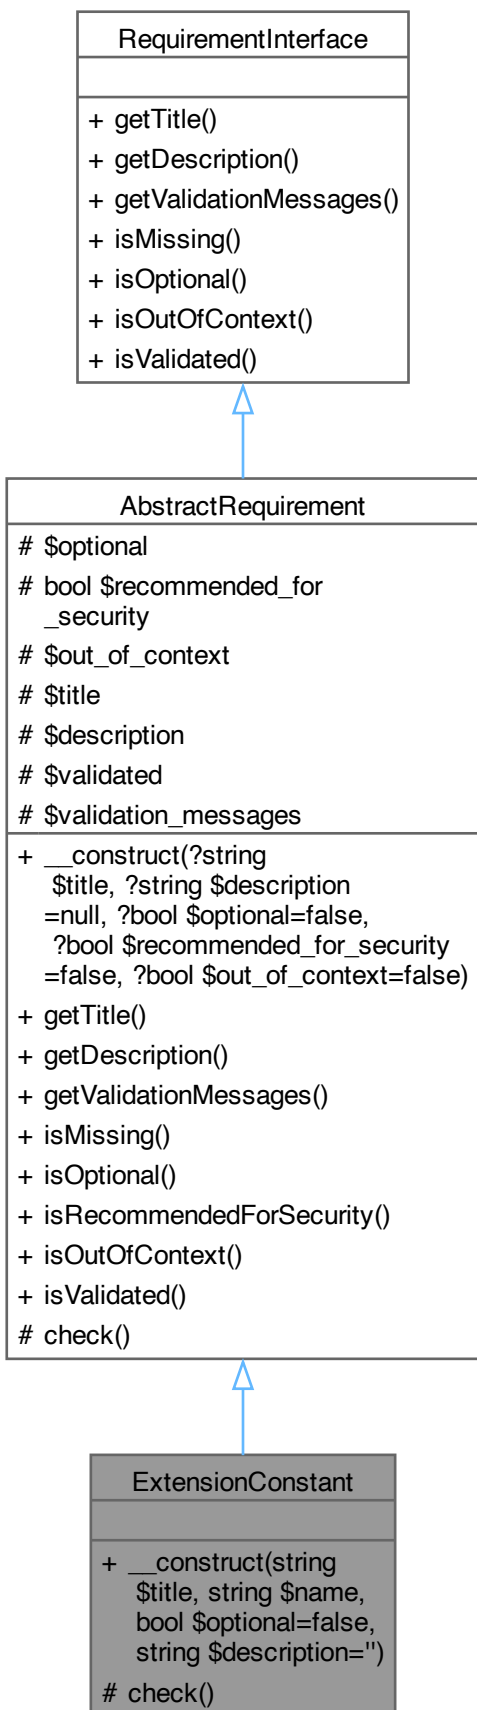 RequirementInterface
+ getTitle()
+ getDescription()
+ getValidationMessages()
+ isMissing()
+ isOptional()
+ isOutOfContext()
+ isValidated()
AbstractRequirement
# $optional
# bool $recommended_for
_security
# $out_of_context
# $title
# $description
# $validated
# $validation_messages
+ __construct(?string
$title, ?string $description
=null, ?bool $optional=false,
?bool $recommended_for_security
=false, ?bool $out_of_context=false)
+ getTitle()
+ getDescription()
+ getValidationMessages()
+ isMissing()
+ isOptional()
+ isRecommendedForSecurity()
+ isOutOfContext()
+ isValidated()
# check()
ExtensionConstant
+ __construct(string
$title, string $name,
bool $optional=false,
string $description='')
# check()